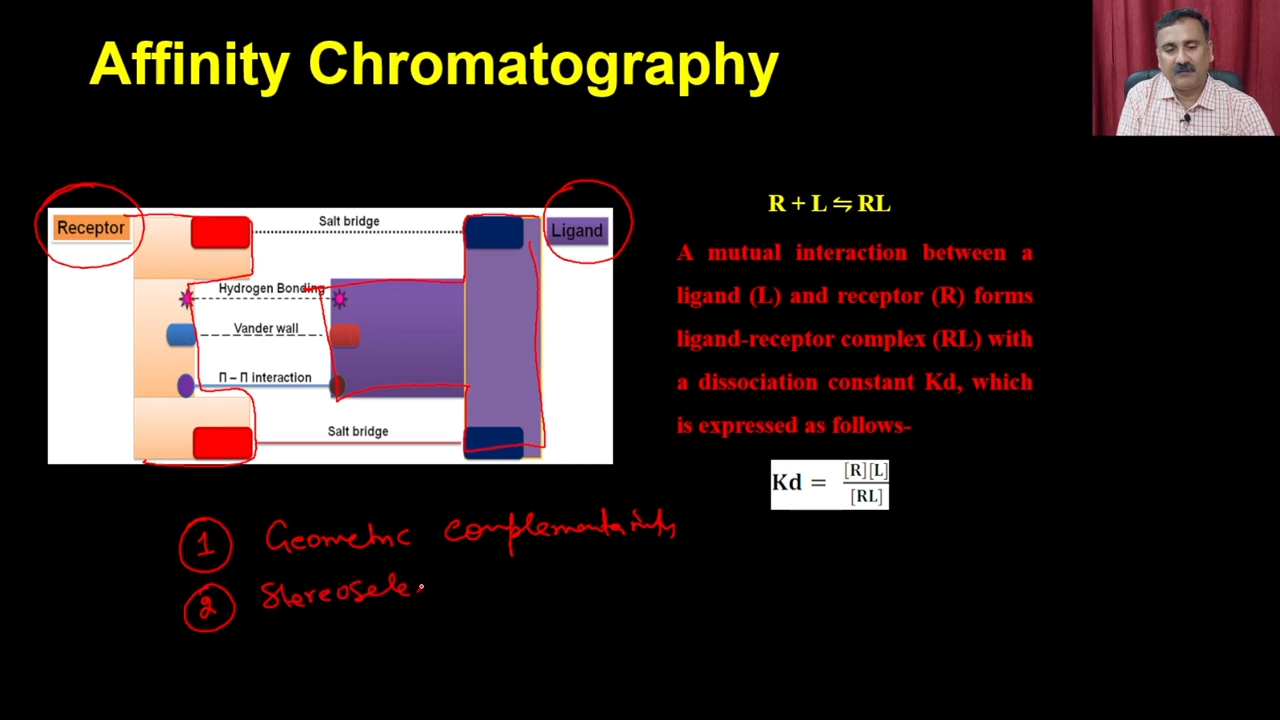 Affinity Chromatography
Receptor
Salt bridge
Ligand
Hydrogen Bonding
Vander wall
Π – Π interaction
Salt bridge
R + L ⇋ RL
A mutual interaction between a
ligand (L) and receptor (R) forms
ligand-receptor complex (RL) with
a dissociation constant Kd, which
is expressed as follows-
Kd = [R][L]
[RL]
1 Geometric complementarity
2 Stereosele